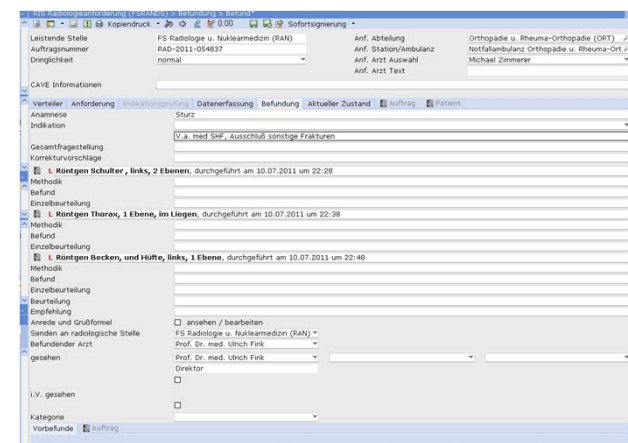 RIS Radiologieanforderung (FSRANDS) > Befundung > Befund*
Kopiendruck 0.00 Sofortsignierung
Leistende Stelle FS Radiologie u. Nuklearmedizin (RAN) Anf. Abteilung Orthopädie u. Rheuma-Orthopädie (ORT)
Auftragsnummer RAD-2011-054837 Anf. Station/Ambulanz Notfallambulanz Orthopädie u. Rheuma-Ort
Dringlichkeit normal Anf. Arzt Auswahl Michael Zimmerer
Anf. Arzt Text
CAVE Informationen
Verteiler Anforderung Indikationsprüfung Datenerfassung Befundung Aktueller Zustand Auftrag Patient
Anamnese Sturz
Indikation
V.a. med SHF, Ausschluß sonstige Frakturen
Gesamtfragestellung
Korrekturvorschläge
L Röntgen Schulter , links, 2 Ebenen, durchgeführt am 10.07.2011 um 22:28
Methodik
Befund
Einzelbeurteilung
L Röntgen Thorax, 1 Ebene, im Liegen, durchgeführt am 10.07.2011 um 22:38
Methodik
Befund
Einzelbeurteilung
L Röntgen Becken, und Hüfte, links, 1 Ebene, durchgeführt am 10.07.2011 um 22:48
Methodik
Befund
Einzelbeurteilung
Beurteilung
Empfehlung
Anrede und Grußformel ansehen / bearbeiten
Senden an radiologische Stelle FS Radiologie u. Nuklearmedizin (RAN)
Befundender Arzt Prof. Dr. med. Ulrich Fink
gesehen Prof. Dr. med. Ulrich Fink
Direktor
i.V. gesehen
Kategorie
Vorbefunde Auftrag